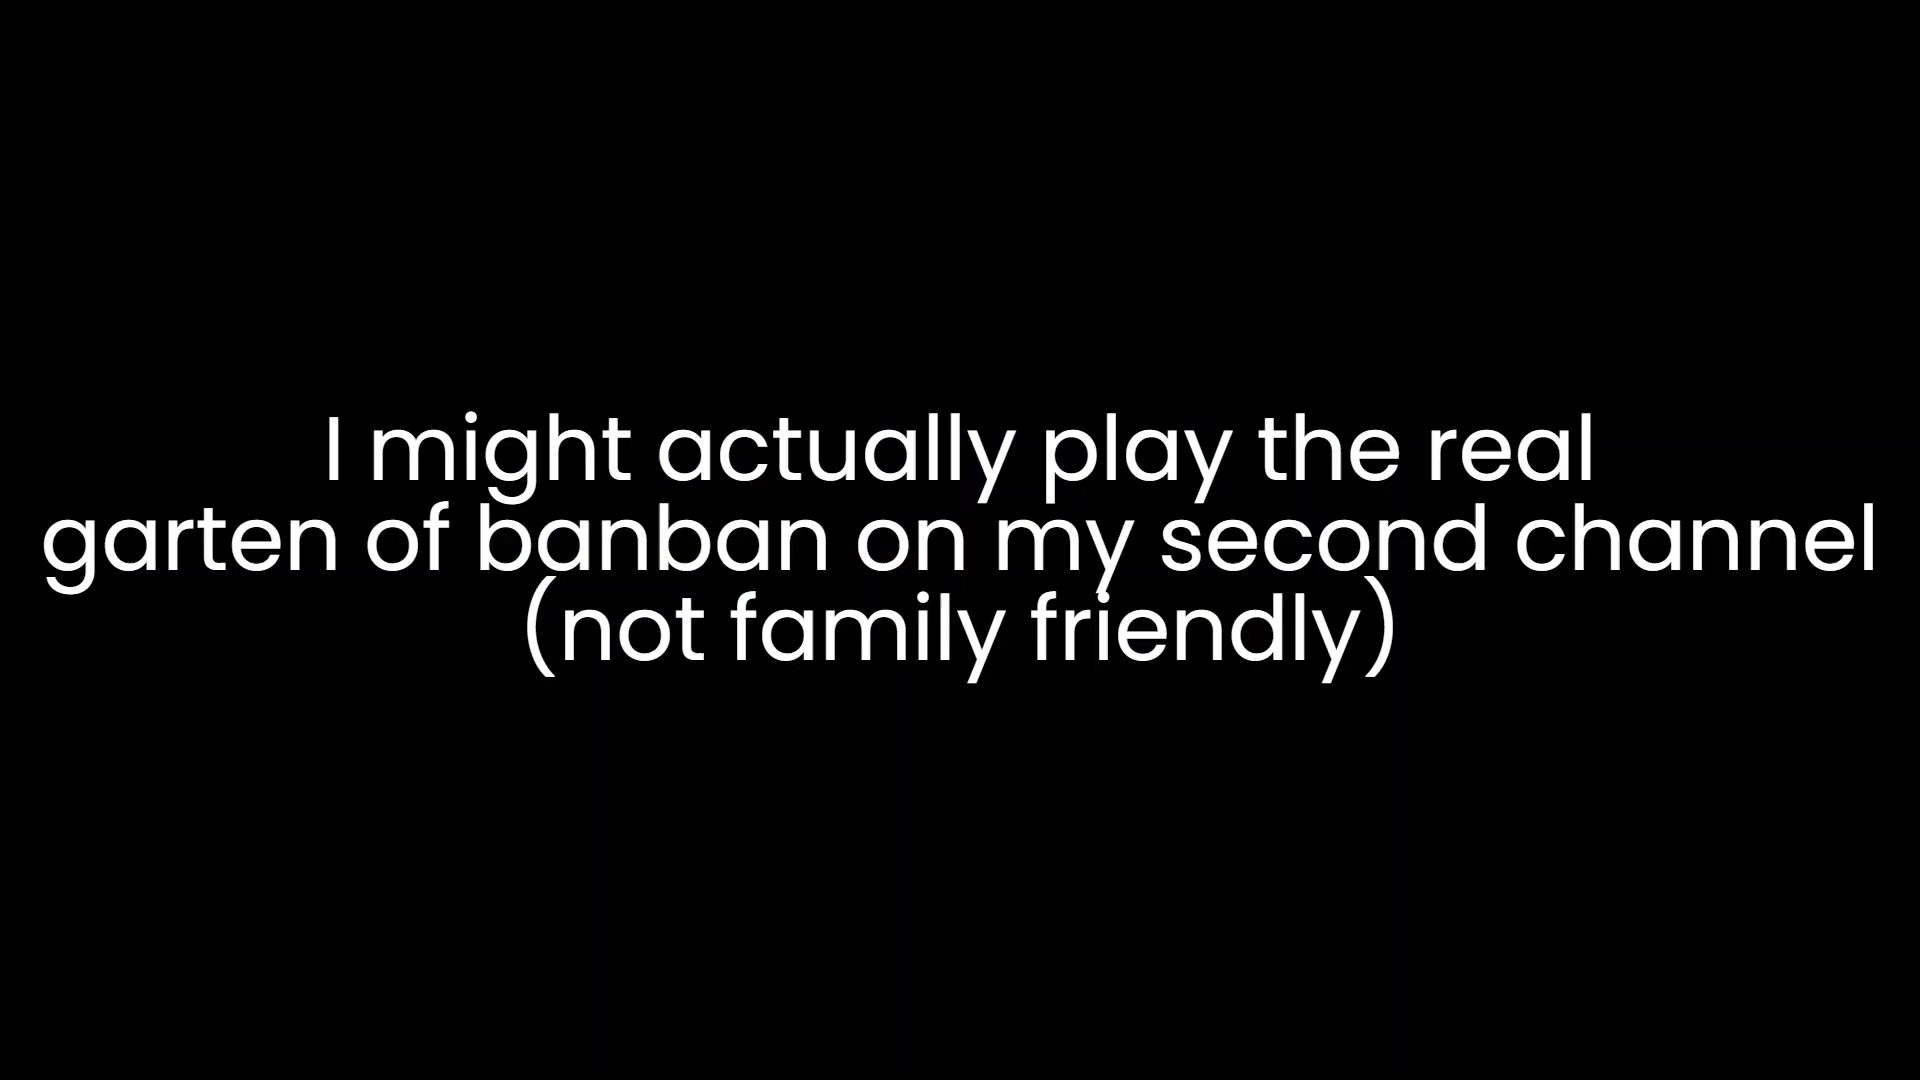 I might actually play the real
garten of banban on my second channel
(not family friendly)